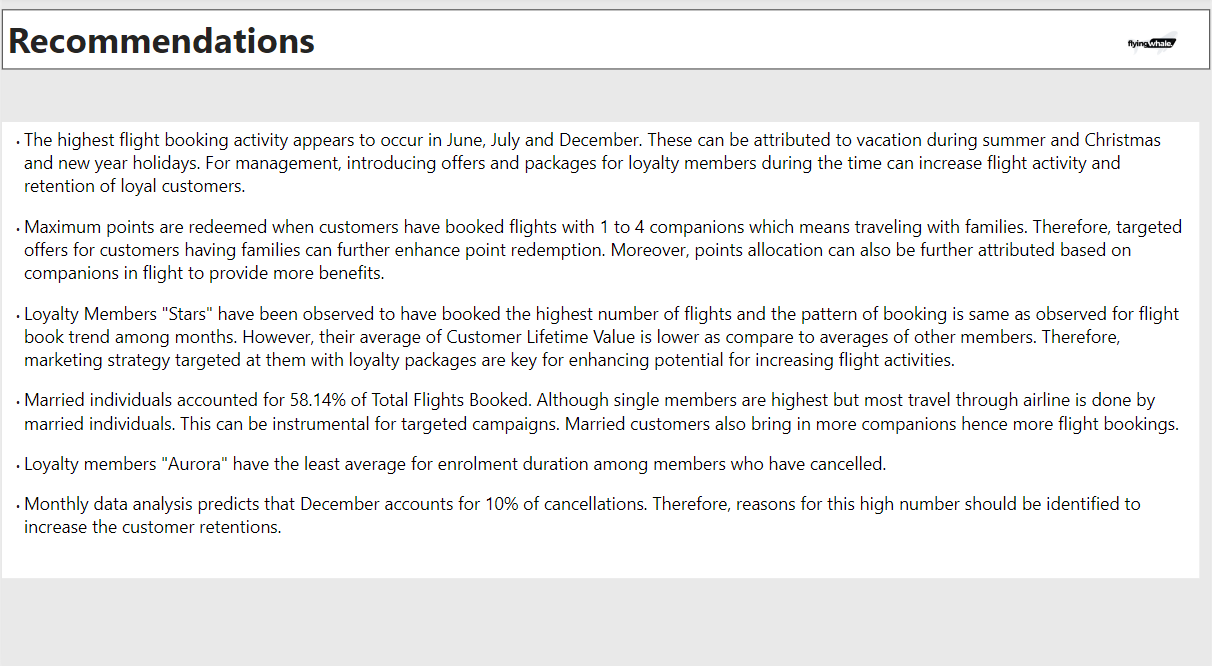 Recommendations
flyingwhale.
• The highest flight booking activity appears to occur in June, July and December. These can be attributed to vacation during summer and Christmas
and new year holidays. For management, introducing offers and packages for loyalty members during the time can increase flight activity and
retention of loyal customers.
• Maximum points are redeemed when customers have booked flights with 1 to 4 companions which means traveling with families. Therefore, targeted
offers for customers having families can further enhance point redemption. Moreover, points allocation can also be further attributed based on
companions in flight to provide more benefits.
• Loyalty Members "Stars" have been observed to have booked the highest number of flights and the pattern of booking is same as observed for flight
book trend among months. However, their average of Customer Lifetime Value is lower as compare to averages of other members. Therefore,
marketing strategy targeted at them with loyalty packages are key for enhancing potential for increasing flight activities.
• Married individuals accounted for 58.14% of Total Flights Booked. Although single members are highest but most travel through airline is done by
married individuals. This can be instrumental for targeted campaigns. Married customers also bring in more companions hence more flight bookings.
• Loyalty members "Aurora" have the least average for enrolment duration among members who have cancelled.
• Monthly data analysis predicts that December accounts for 10% of cancellations. Therefore, reasons for this high number should be identified to
increase the customer retentions.